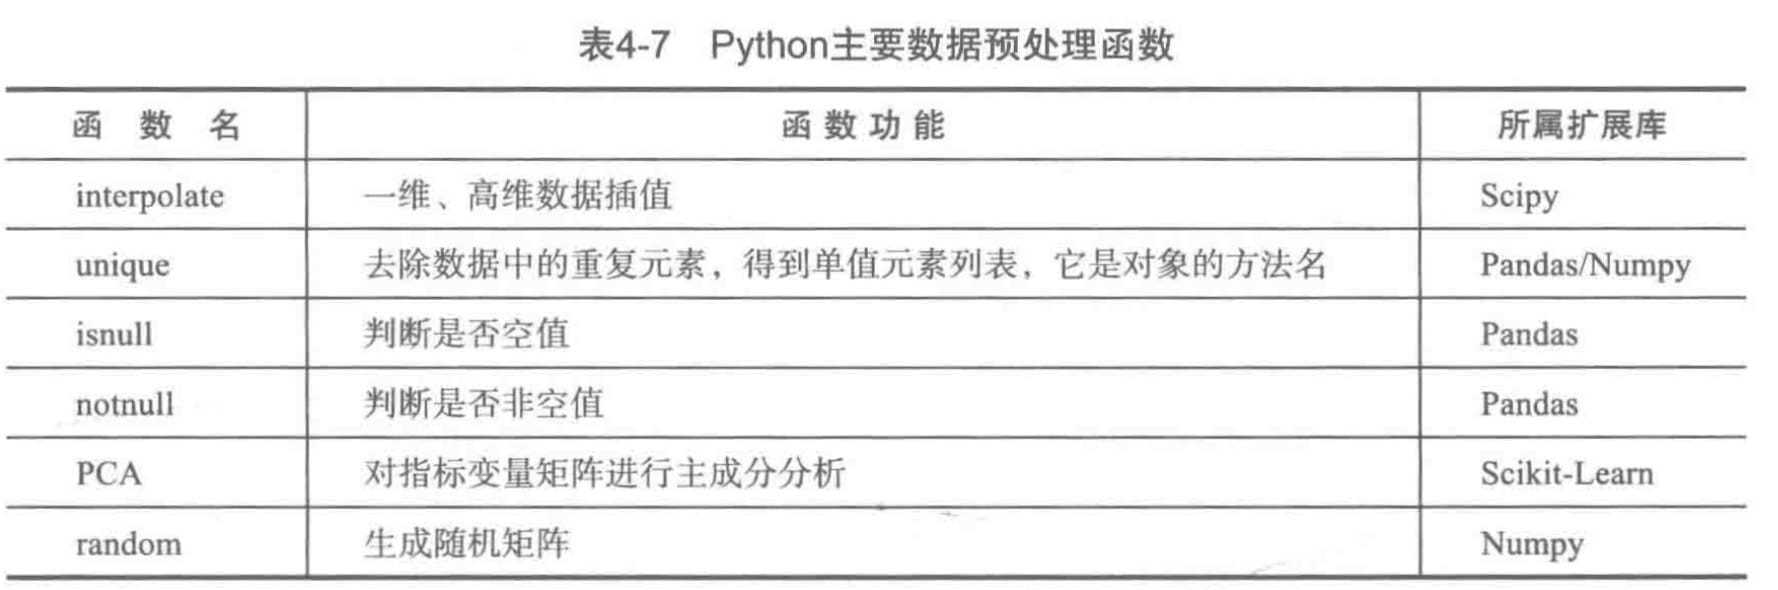 表4-7 Python主要数据预处理函数
函 数 名 函 数 功 能 所属扩展库
interpolate 一维、高维数据插值 Scipy
unique 去除数据中的重复元素，得到单值元素列表，它是对象的方法名 Pandas/Numpy
isnull 判断是否空值 Pandas
notnull 判断是否非空值 Pandas
PCA 对指标变量矩阵进行主成分分析 Scikit-Learn
random 生成随机矩阵 Numpy